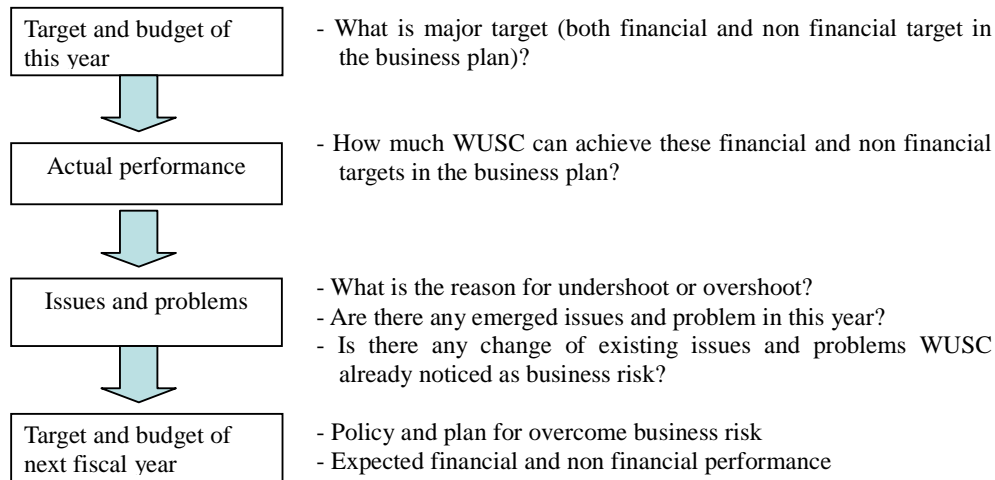 Target and budget of
this year
- What is major target (both financial and non financial target in
the business plan)?
Actual performance
- How much WUSC can achieve these financial and non financial
targets in the business plan?
Issues and problems
- What is the reason for undershoot or overshoot?
- Are there any emerged issues and problem in this year?
- Is there any change of existing issues and problems WUSC
already noticed as business risk?
Target and budget of
next fiscal year
- Policy and plan for overcome business risk
- Expected financial and non financial performance